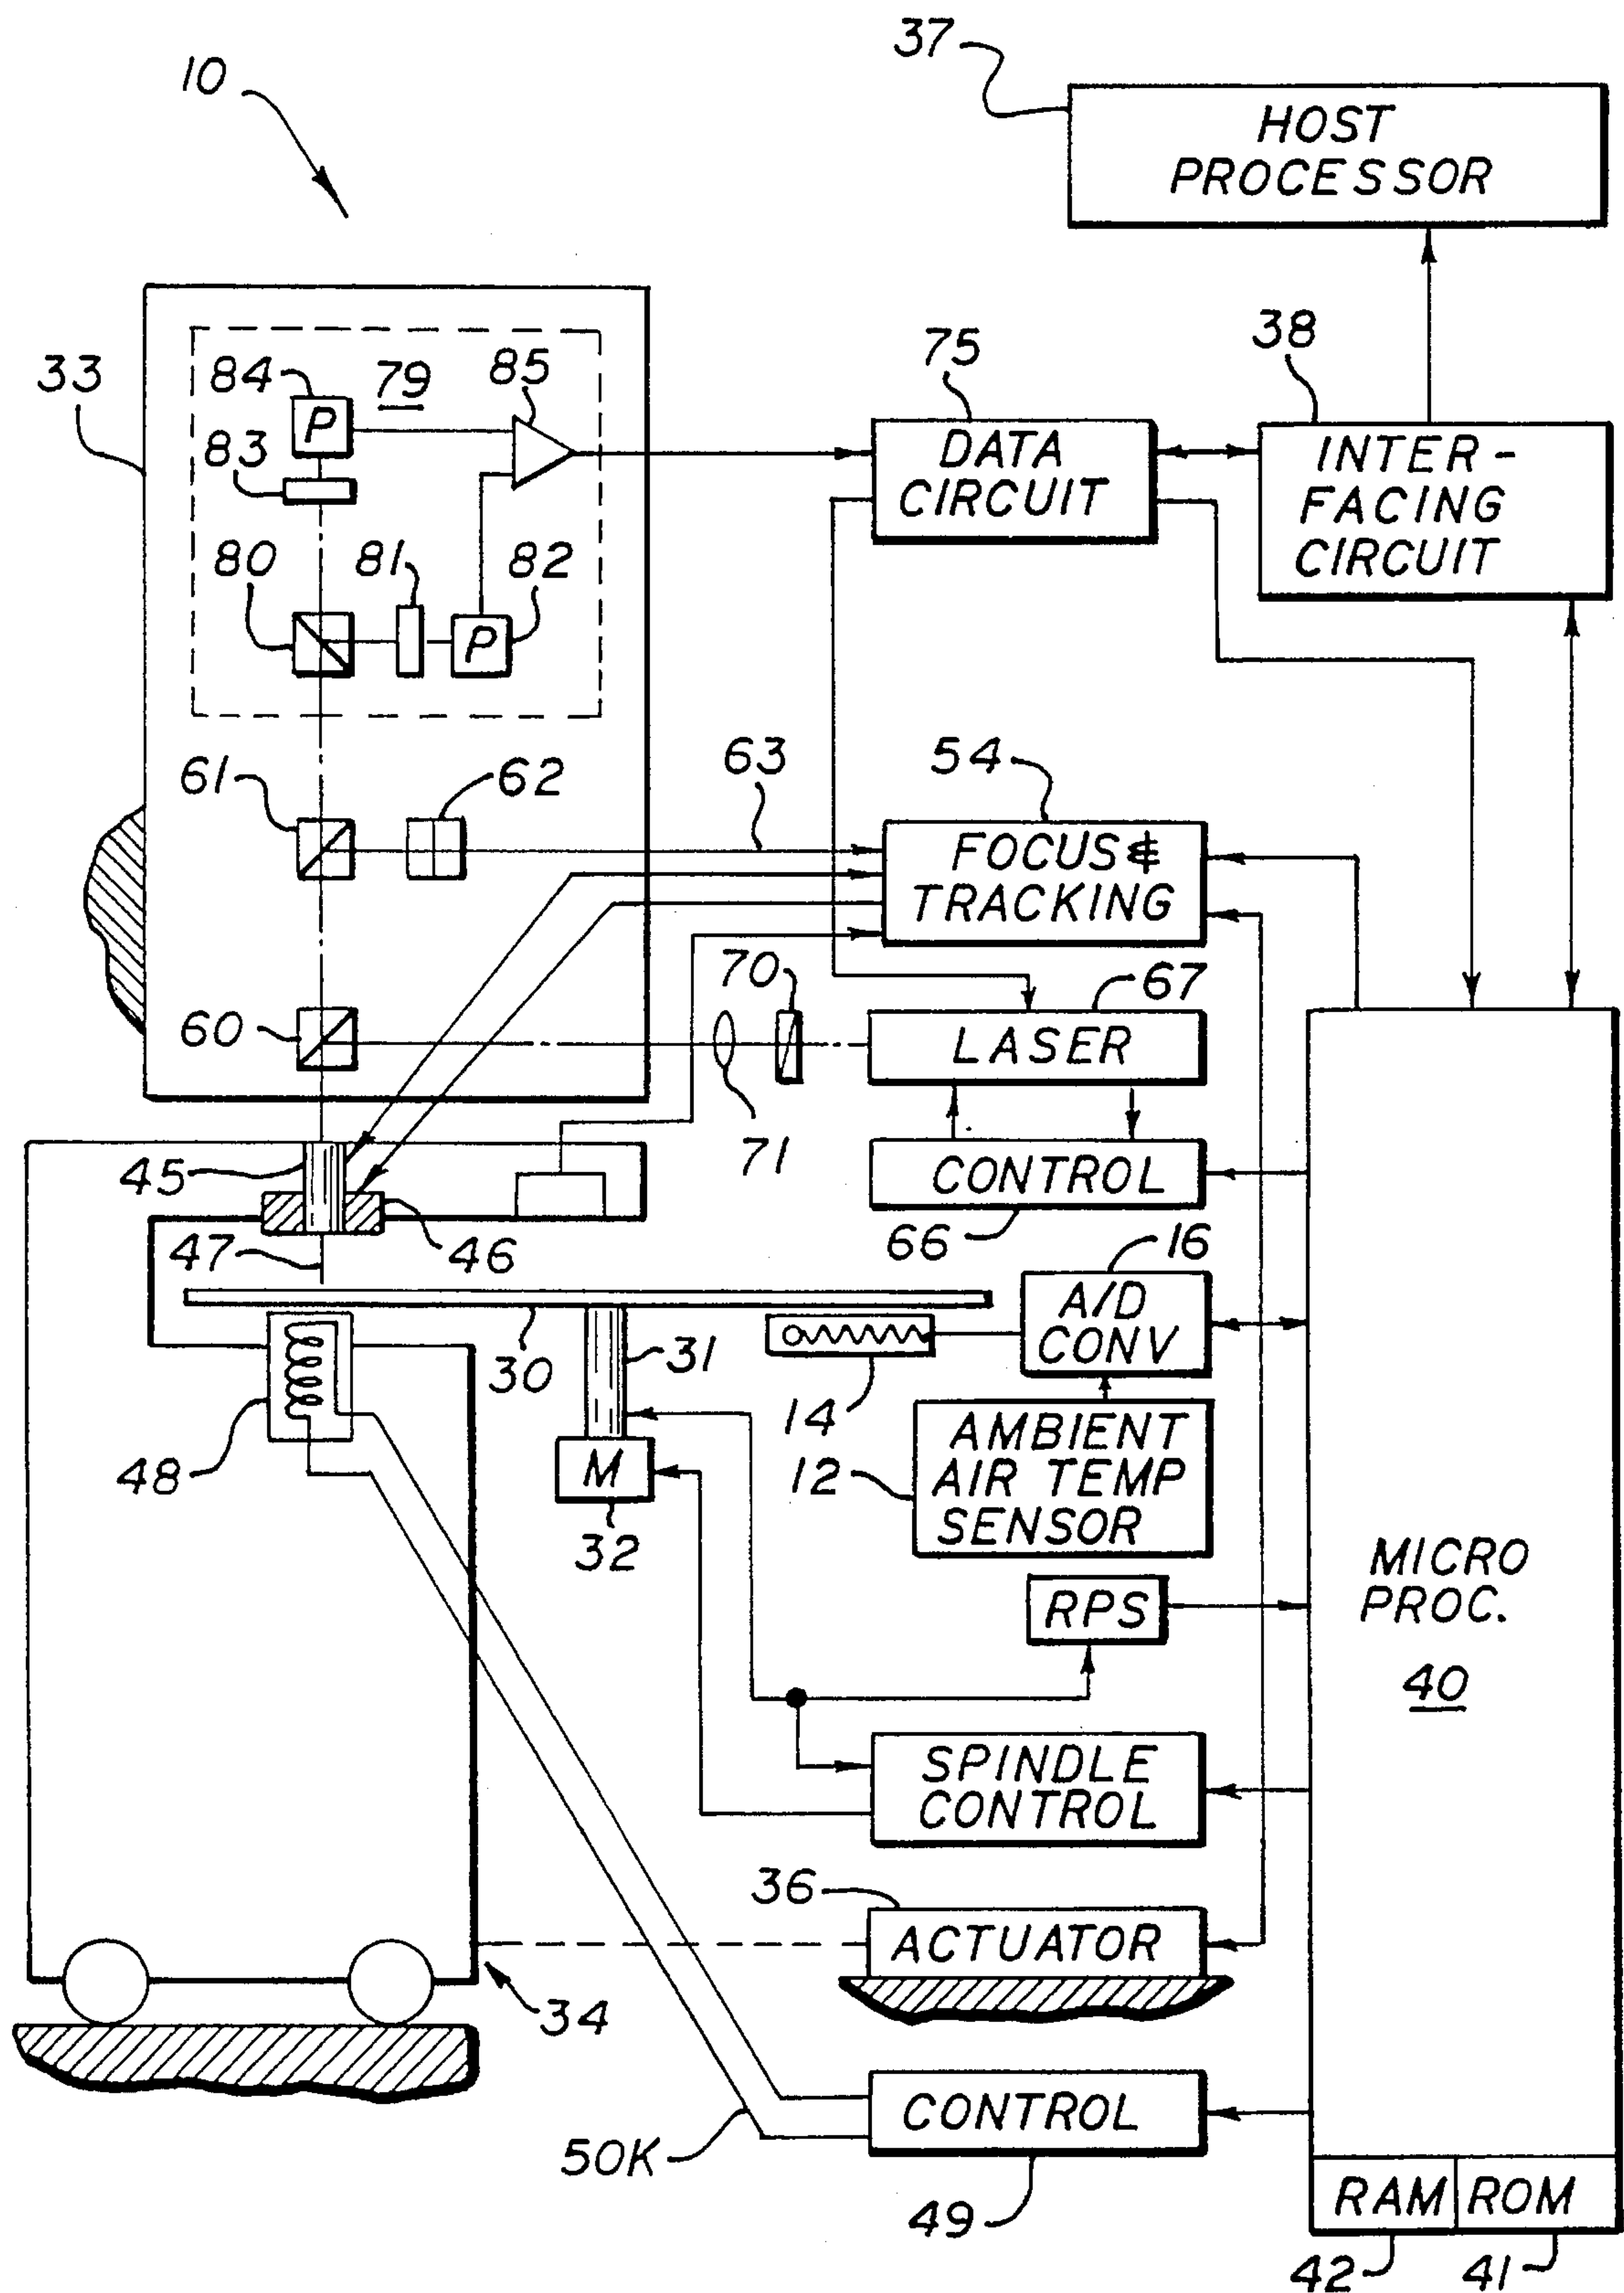 37
10
HOST
PROCESSOR
33
84
79
85
83
80
81
82
75
DATA
CIRCUIT
38
INTER-
FACING
CIRCUIT
61
62
63
54
FOCUS &
TRACKING
60
70
71
67
LASER
CONTROL
66
45
46
47
P
P
30
31
M
32
48
14
16
A/D
CONV
12
AMBIENT
AIR TEMP
SENSOR
RPS
MICRO
PROC.
40
SPINDLE
CONTROL
36
ACTUATOR
34
50K
CONTROL
49
RAM
ROM
42
41